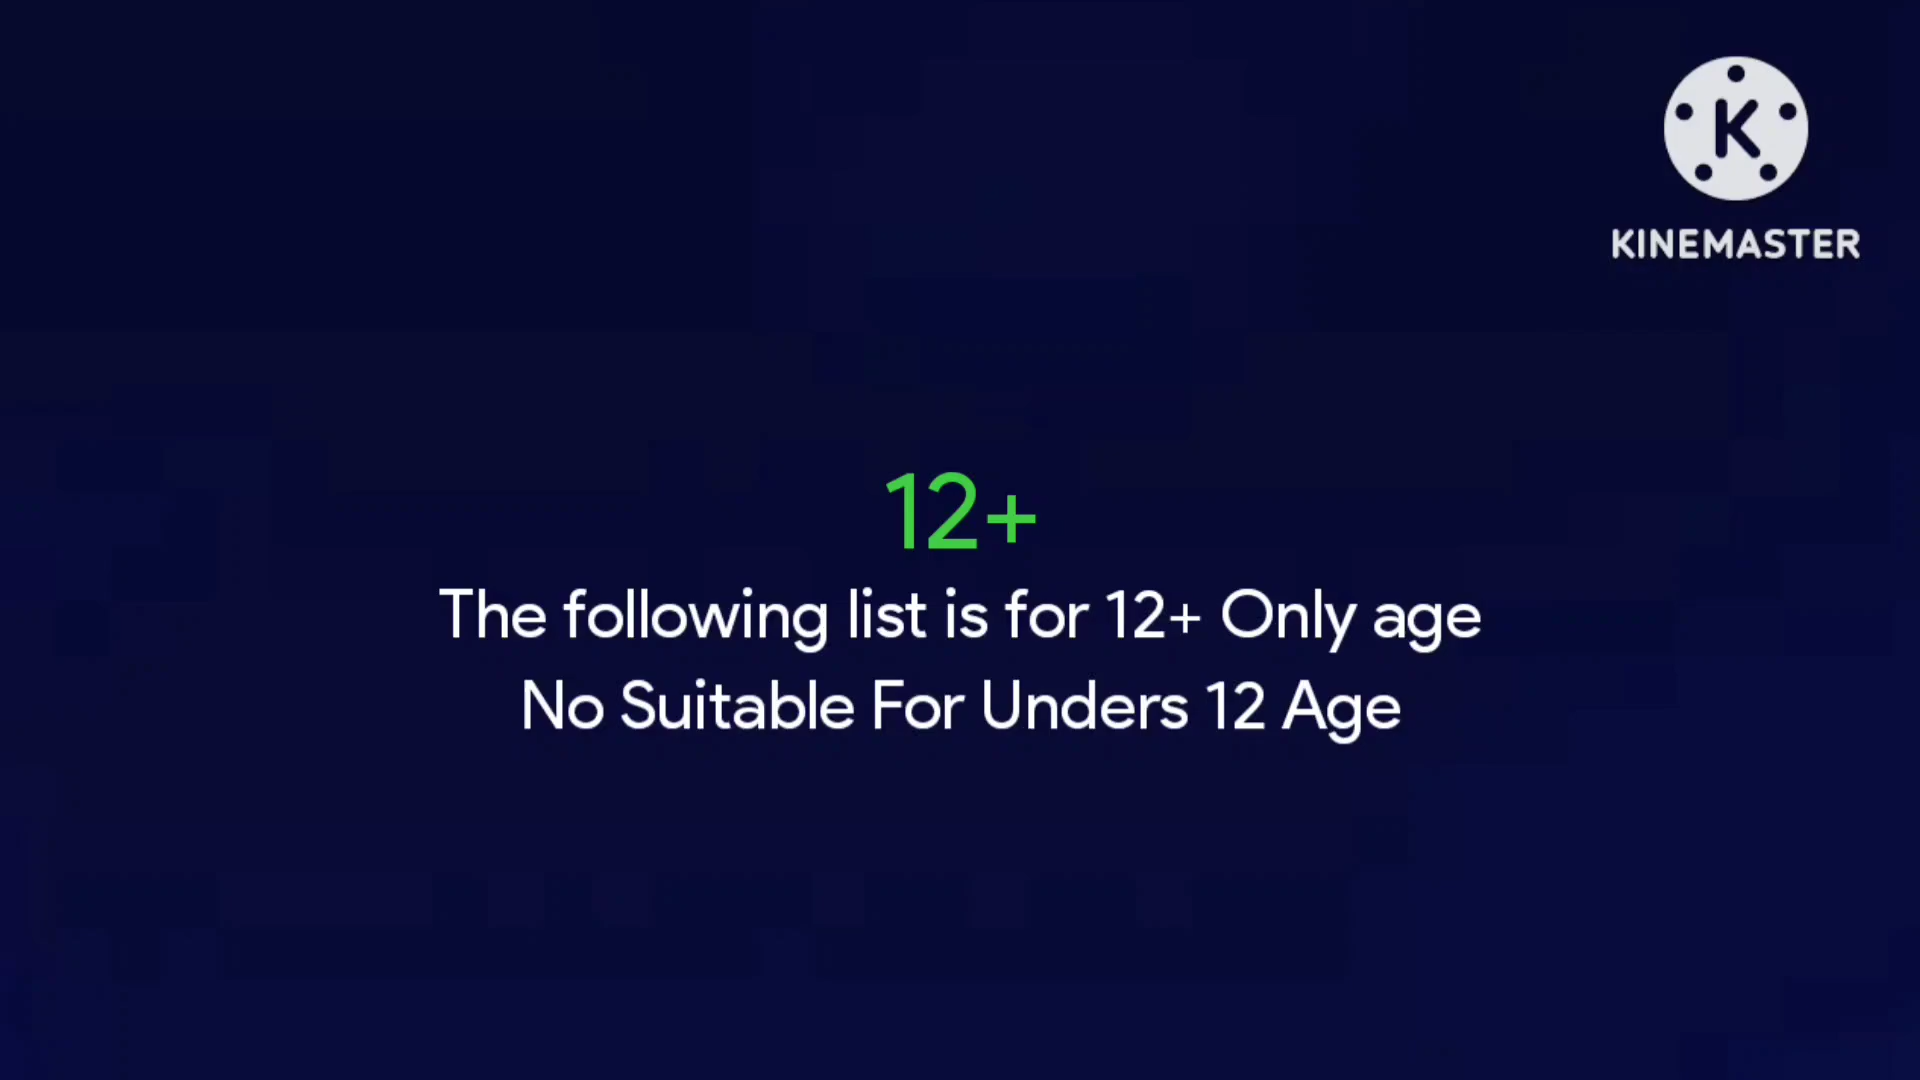 K
KINEMASTER
12+
The following list is for 12+ Only age
No Suitable For Unders 12 Age